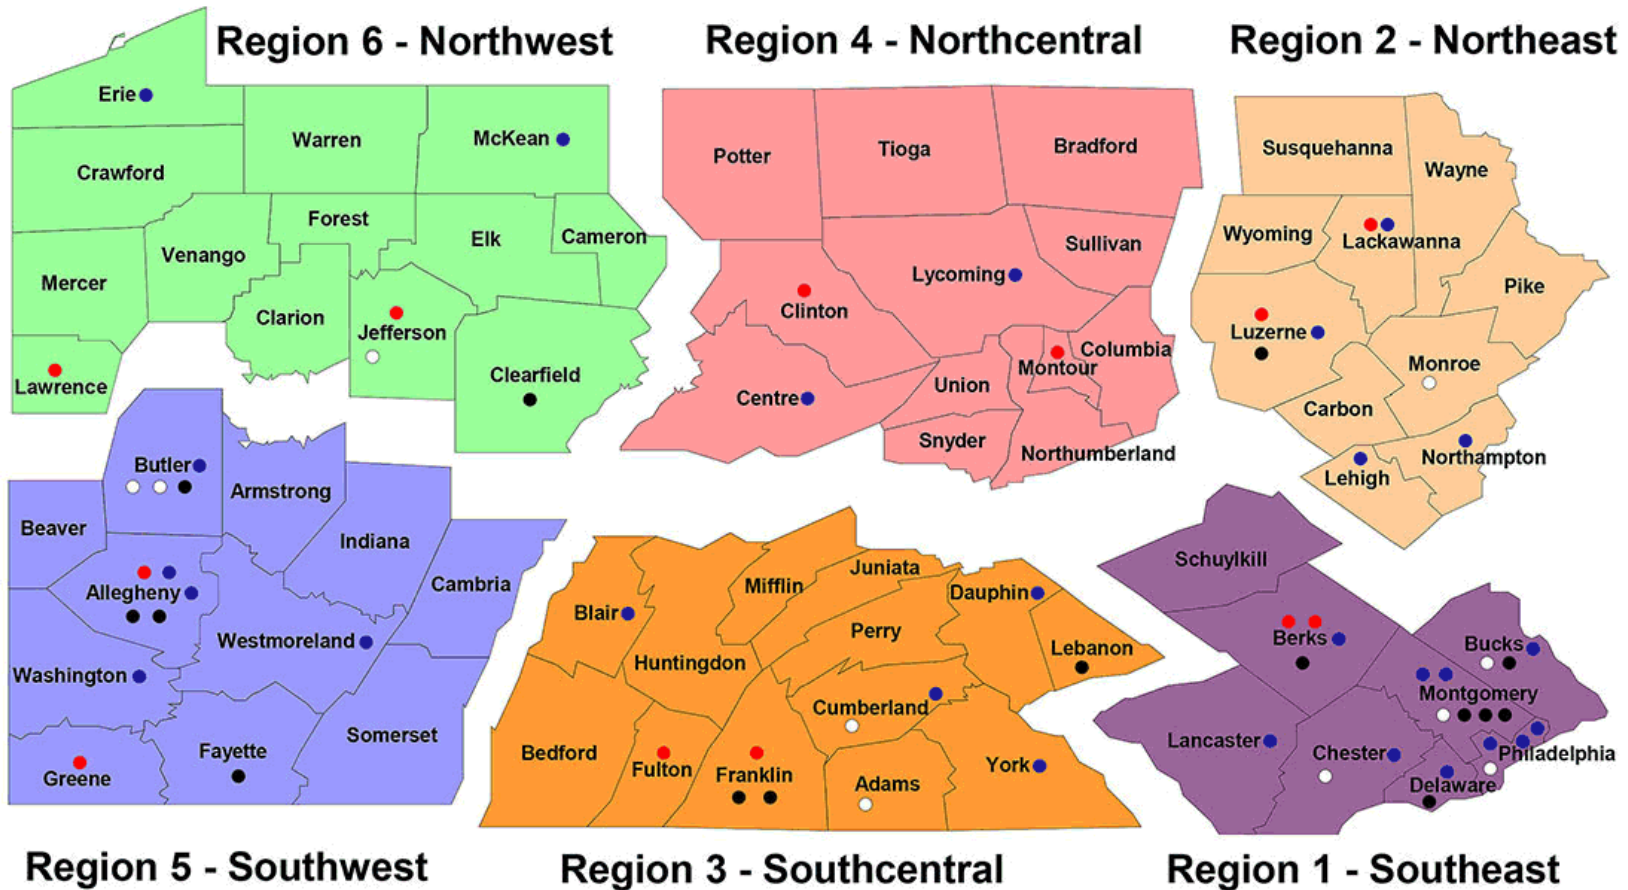 Region 6 - Northwest
Erie
Warren
McKean
Crawford
Forest
Venango
Elk
Cameron
Mercer
Clarion
Jefferson
Lawrence
Clearfield
Region 4 - Northcentral
Potter
Tioga
Bradford
Sullivan
Lycoming
Clinton
Columbia
Montour
Union
Centre
Snyder
Northumberland
Region 2 - Northeast
Susquehanna
Wayne
Wyoming
Lackawanna
Pike
Luzerne
Monroe
Carbon
Northampton
Lehigh
Butler
Armstrong
Beaver
Indiana
Cambria
Allegheny
Westmoreland
Washington
Somerset
Fayette
Greene
Region 5 - Southwest
Juniata
Mifflin
Dauphin
Blair
Perry
Lebanon
Huntingdon
Cumberland
Bedford
York
Fulton
Franklin
Adams
Region 3 - Southcentral
Schuylkill
Berks
Bucks
Montgomery
Lancaster
Chester
Philadelphia
Delaware
Region 1 - Southeast